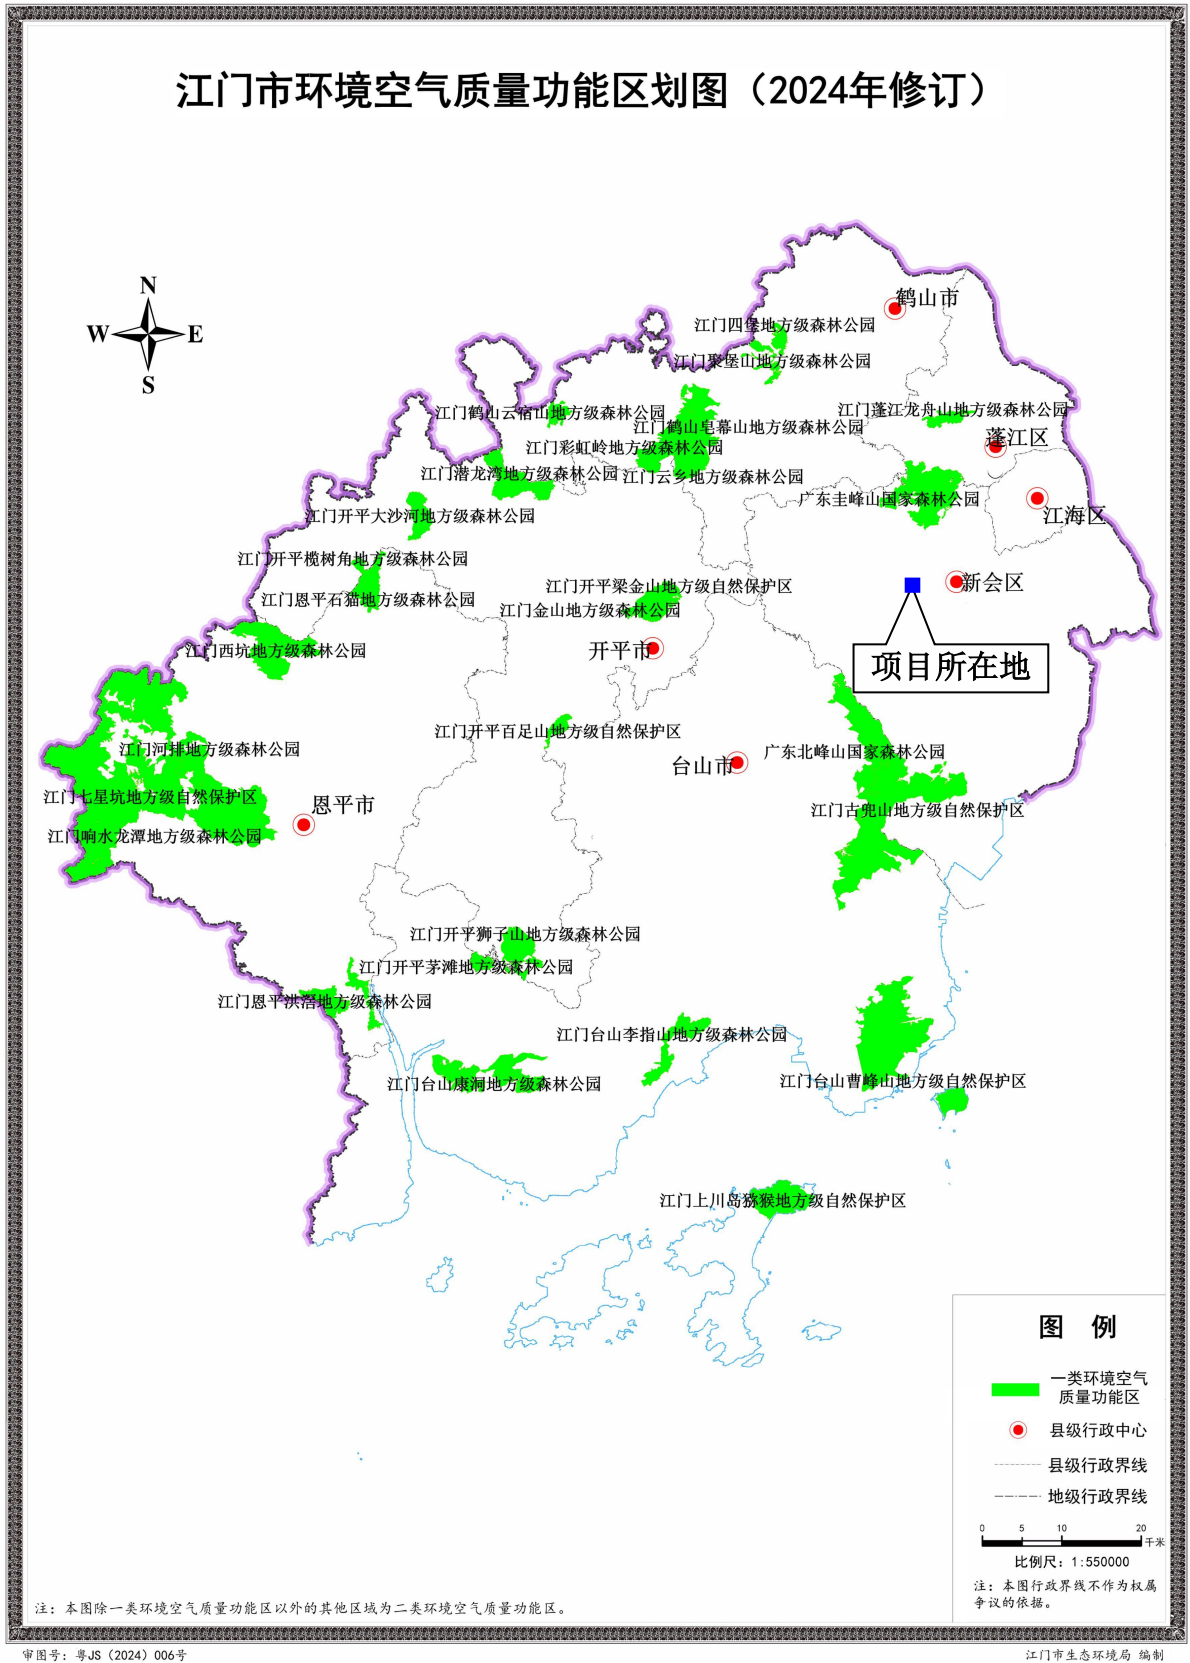 江门市环境空气质量功能区划图（2024年修订）
N
W
E
S
鹤山市
江门四堡地方级森林公园
江门聚堡山地方级森林公园
江门鹤山云宿山地方级森林公园
江门蓬江龙舟山地方级森林公园
江门鹤山皂幕山地方级森林公园
蓬江区
江门彩虹岭地方级森林公园
江门潜龙湾地方级森林公园
江门云乡地方级森林公园
广东圭峰山国家森林公园
江门开平大沙河地方级森林公园
江海区
江门开平榄树角地方级森林公园
江门开平梁金山地方级自然保护区
新会区
江门恩平石猫地方级森林公园
江门金山地方级森林公园
开平市
江门西坑地方级森林公园
项目所在地
江门开平百足山地方级自然保护区
江门河排地方级森林公园
广东北峰山国家森林公园
台山市
江门七星坑地方级自然保护区
恩平市
江门古兜山地方级自然保护区
江门响水龙潭地方级森林公园
江门开平狮子山地方级森林公园
江门开平茅滩地方级森林公园
江门恩平洪滘地方级森林公园
江门台山李指山地方级森林公园
江门台山康洞地方级森林公园
江门台山曹峰山地方级自然保护区
江门上川岛猕猴地方级自然保护区
图 例
一类环境空气
质量功能区
县级行政中心
县级行政界线
地级行政界线
0 5 10 20
千米
比例尺：1:550000
注：本图行政界线不作为权属
争议的依据。
注：本图除一类环境空气质量功能区以外的其他区域为二类环境空气质量功能区。
审图号：粤JS（2024）006号
江门市生态环境局 编制